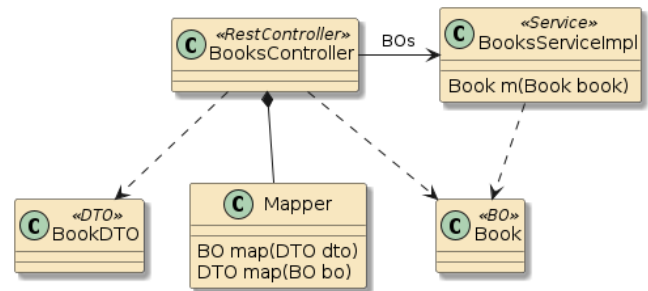 C
«RestController»
BooksController
BOs
C
«Service»
BooksServiceImpl
Book m(Book book)
C
«DTO»
BookDTO
C
Mapper
BO map(DTO dto)
DTO map(BO bo)
C
«BO»
Book